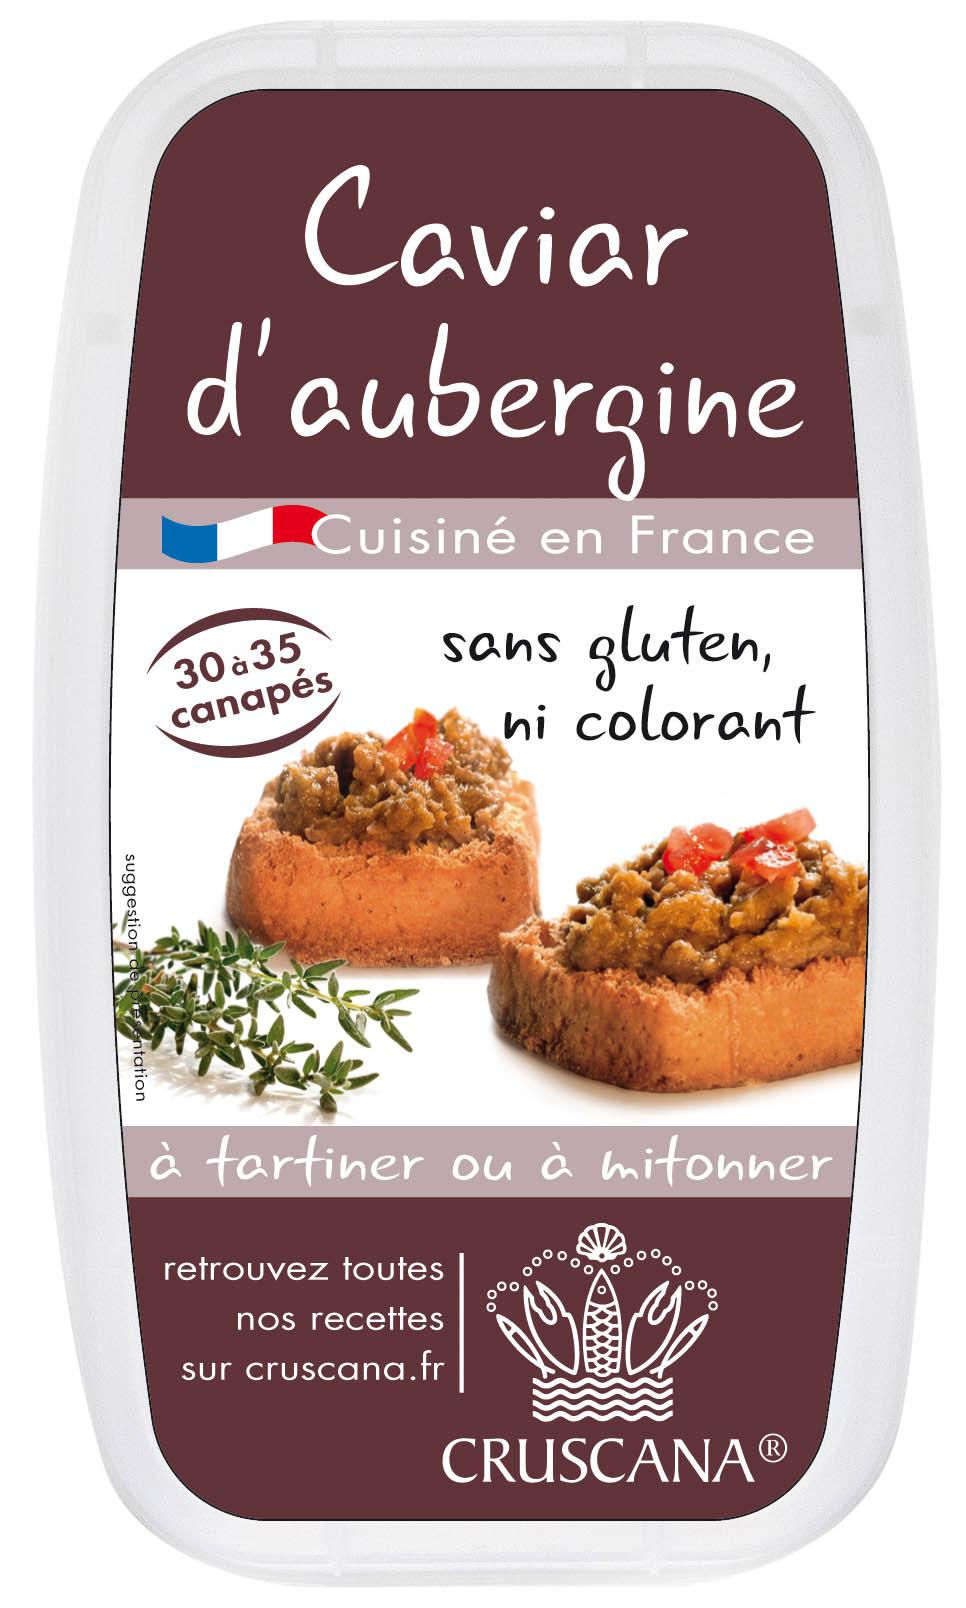 Caviar
d'aubergine
Cuisiné en France
30 à 35
canapés
sans gluten,
ni colorant
suggestion de présentation
à tartiner ou à mitonner
retrouvez toutes
nos recettes
sur cruscana.fr
CRUSCANA®